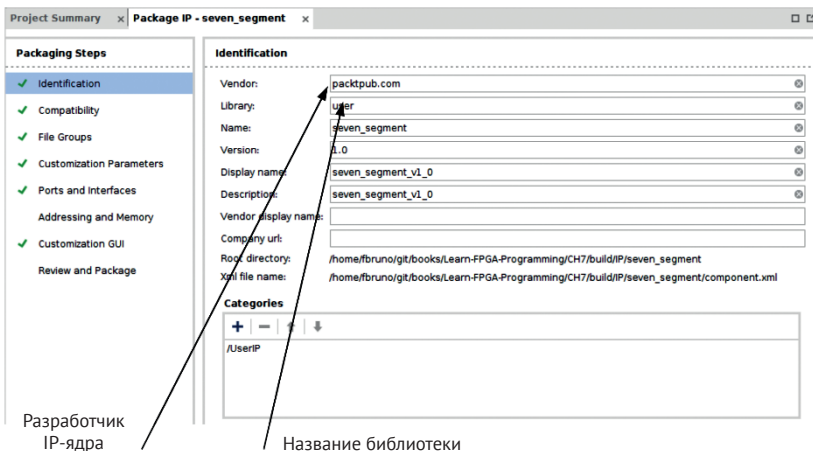 Project Summary × Package IP - seven_segment ×
Packaging Steps
Identification
Compatibility
File Groups
Customization Parameters
Ports and Interfaces
Addressing and Memory
Customization GUI
Review and Package
Identification
Vendor: packtpub.com
Library: user
Name: seven_segment
Version: 1.0
Display name: seven_segment_v1_0
Description: seven_segment_v1_0
Vendor display name:
Company url:
Root directory: /home/fbruno/git/books/Learn-FPGA-Programming/CH7/build/IP/seven_segment
Xml file name: /home/fbruno/git/books/Learn-FPGA-Programming/CH7/build/IP/seven_segment/component.xml
Categories
/UserIP
Разработчик
IP-ядра
Название библиотеки